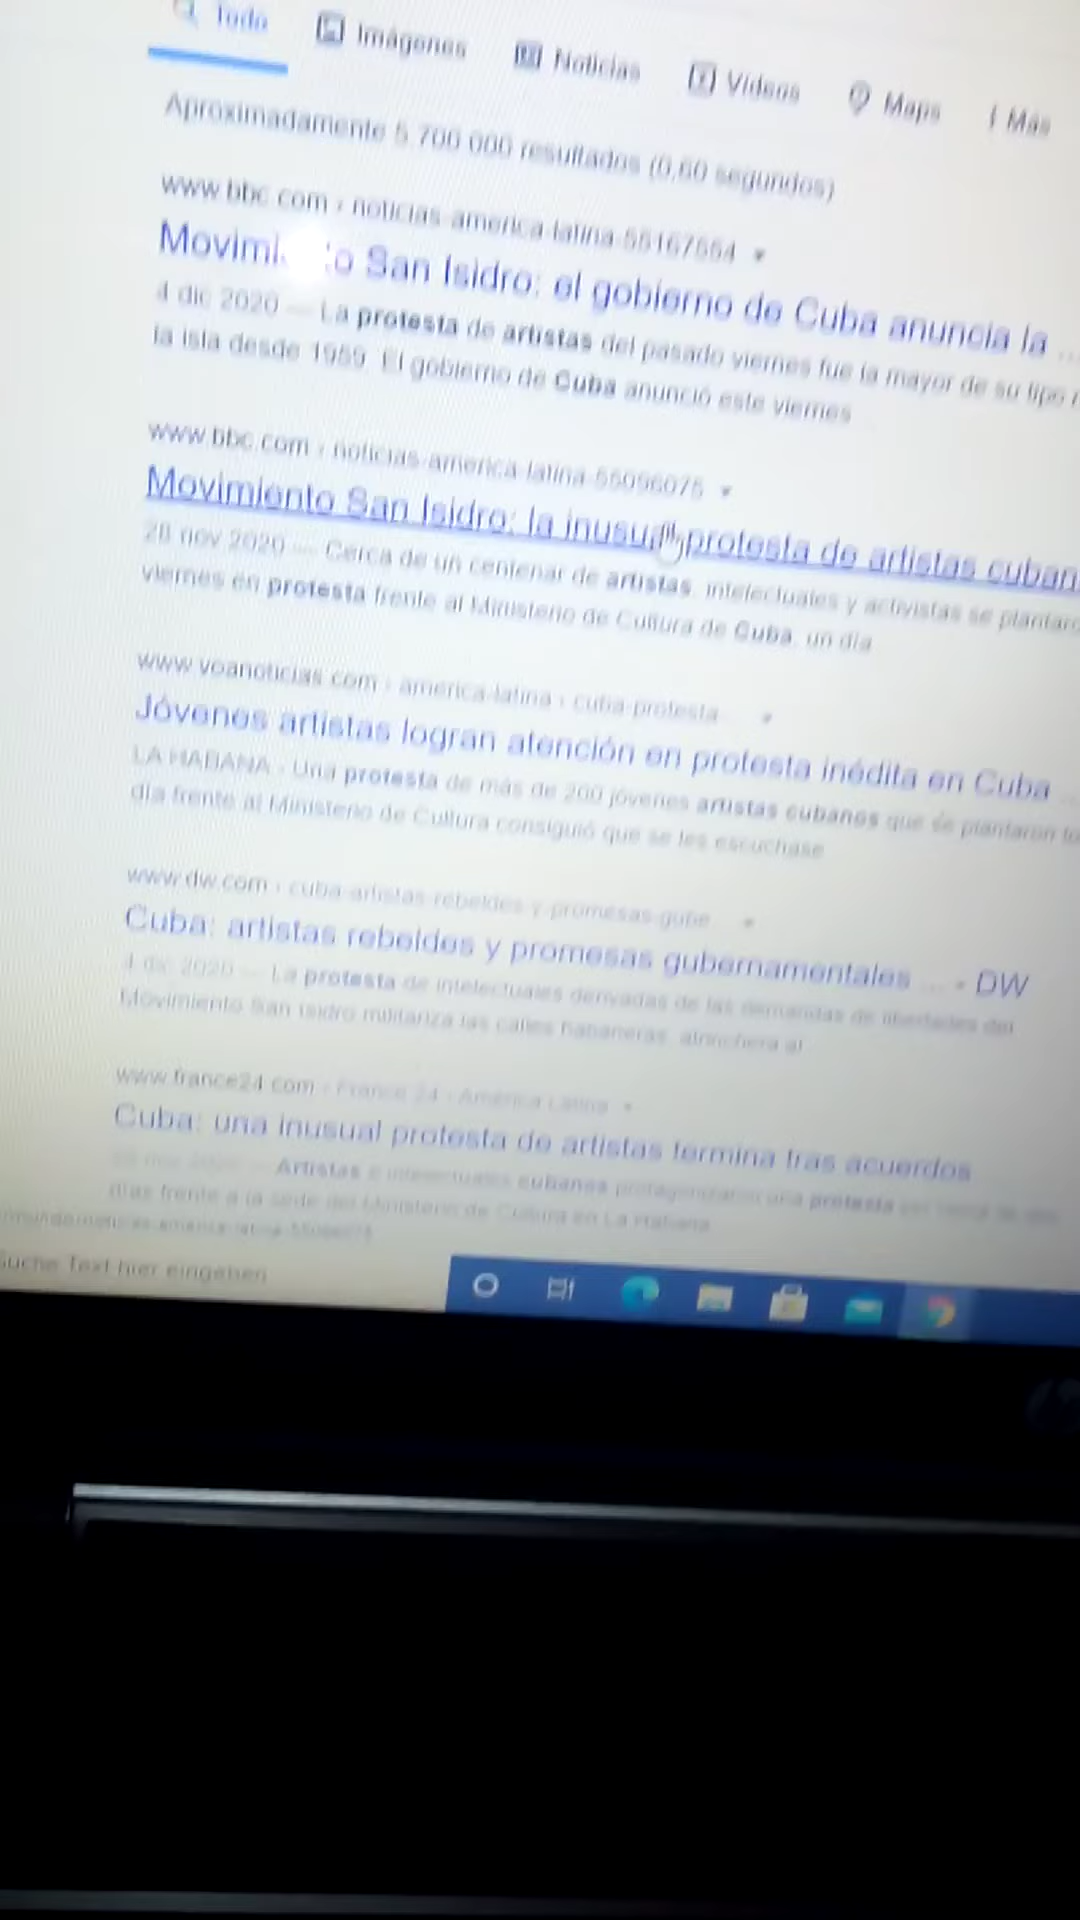 Todo Imágenes Noticias Vídeos Maps Más
Aproximadamente 5 700 000 resultados (0,60 segundos)
www.bbc.com › noticias-america-latina-55167554
Movimi to San Isidro: el gobierno de Cuba anuncia la ...
4 dic 2020 — La protesta de artistas del pasado viernes fue la mayor de su tipo
la isla desde 1959. El gobierno de Cuba anunció este viernes
www.bbc.com › noticias-america-latina-55096075
Movimiento San Isidro: la inusual protesta de artistas cuban
28 nov 2020 — Cerca de un centenar de artistas, intelectuales y activistas se plantaro
viernes en protesta frente al Ministerio de Cultura de Cuba, un día
www.voanoticias.com › america-latina › cuba-protesta...
Jóvenes artistas logran atención en protesta inédita en Cuba ...
LA HABANA - Una protesta de más de 200 jóvenes artistas cubanos que se plantaron
día frente al Ministerio de Cultura consiguió que se les escuchase
www.dw.com › cuba-artistas-rebeldes-y-promesas-gube...
Cuba: artistas rebeldes y promesas gubernamentales ... - DW
4 dic 2020 — La protesta de intelectuales derivadas de las demandas de libertades del
Movimiento San Isidro militariza las calles habaneras, atrinchera al
www.france24.com › France 24 › América Latina
Cuba: una inusual protesta de artistas termina tras acuerdos
Artistas e intelectuales cubanos protagonizaron una protesta
días frente a la sede del Ministerio de Cultura en La Habana
Suche Text hier eingeben